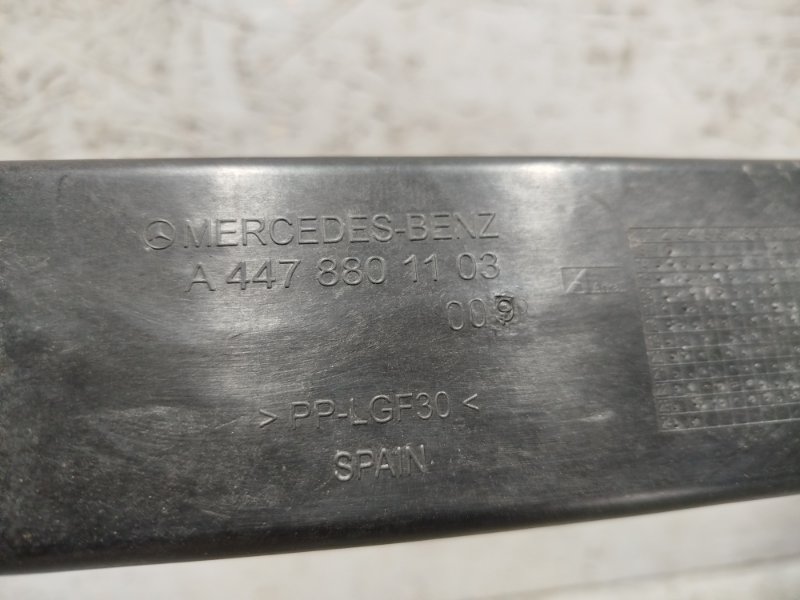 MERCEDES-BENZ
A 447 880 11 03
> PP-LGF30 <
SPAIN